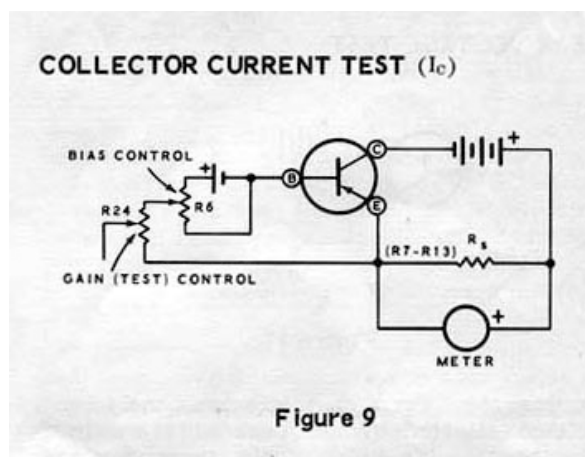 COLLECTOR CURRENT TEST (Ic)
BIAS CONTROL
+
B
C
+
R24
R6
E
(R7-R13)
Rs
GAIN (TEST) CONTROL
+
METER
Figure 9